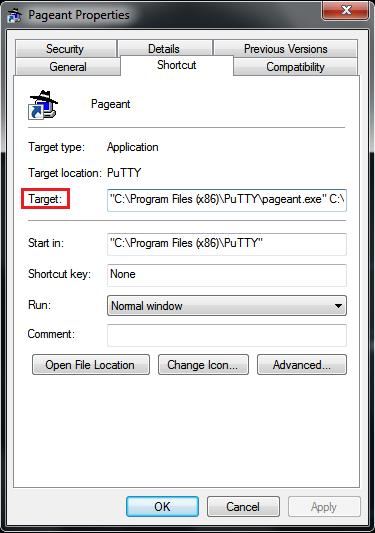 Pageant Properties
Security Details Previous Versions
General Shortcut Compatibility
Pageant
Target type: Application
Target location: PuTTY
Target: "C:\Program Files (x86)\PuTTY\pageant.exe" C:\
Start in: "C:\Program Files (x86)\PuTTY"
Shortcut key: None
Run: Normal window
Comment:
Open File Location Change Icon... Advanced...
OK Cancel Apply